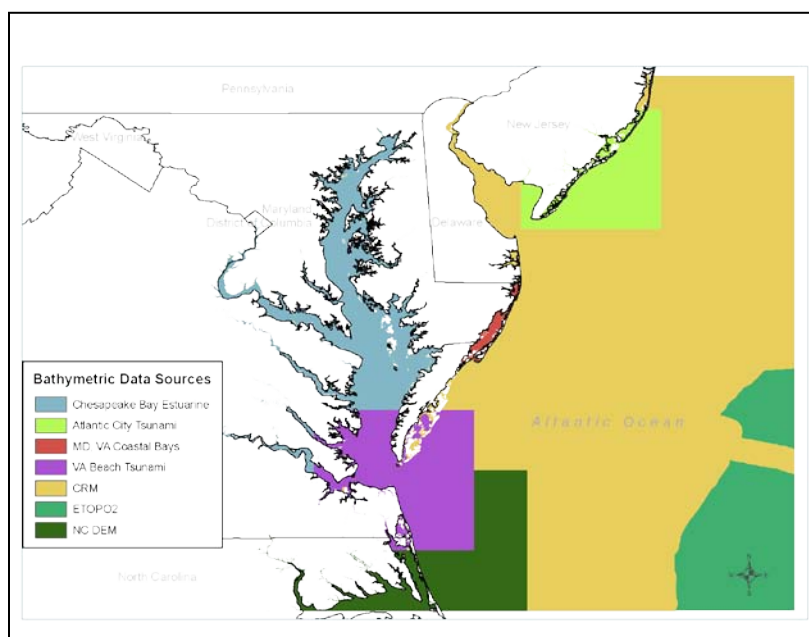 Pennsylvania
New Jersey
West Virginia
Maryland
District of Columbia
Delaware
Bathymetric Data Sources
Chesapeake Bay Estuarine
Atlantic City Tsunami
MD. VA Coastal Bays
VA Beach Tsunami
CRM
ETOPO2
NC DEM
Atlantic Ocean
North Carolina
N
W E
S